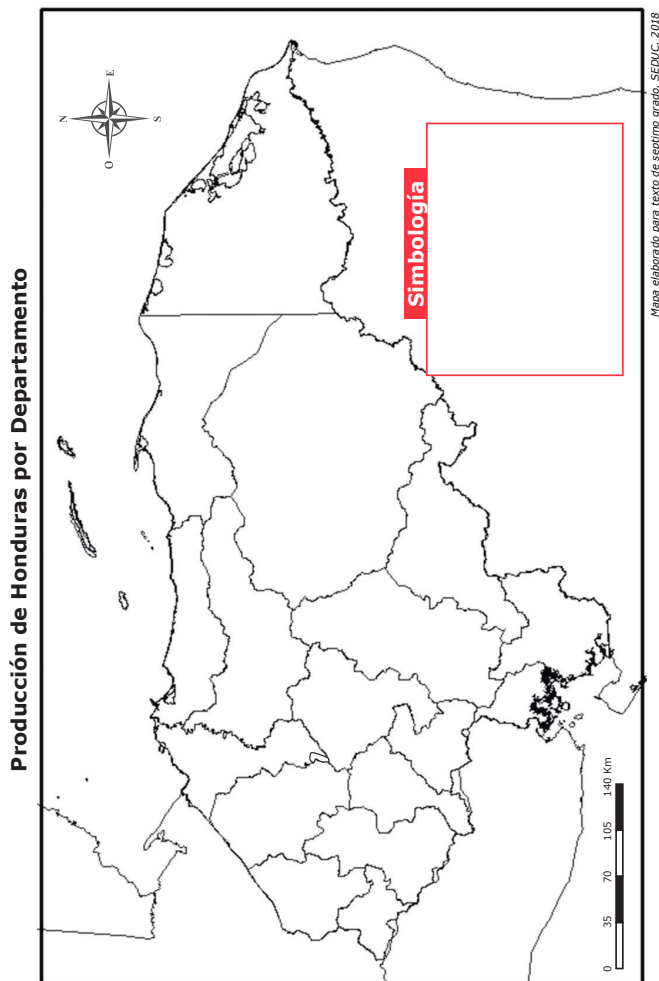 Producción de Honduras por Departamento
N
O
E
S
Simbología
0 35 70 105 140 Km
Mapa elaborado para texto de septimo grado. SEDUC, 2018